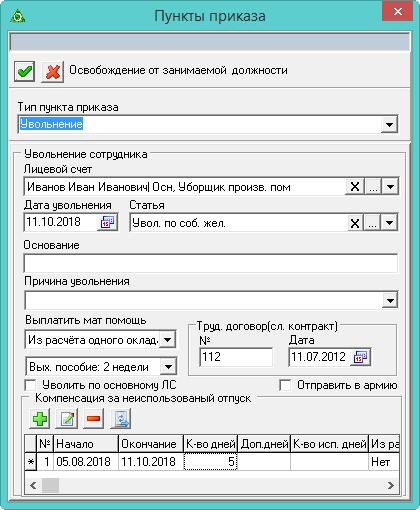 Пункты приказа
Освобождение от занимаемой должности
Тип пункта приказа
Увольнение
Увольнение сотрудника
Лицевой счет
Иванов Иван Иванович| Осн, Уборщик произв. пом
Дата увольнения Статья
11.10.2018 15 Увол. по соб. жел.
Основание
Причина увольнения
Выплатить мат помощь Труд. договор(сл. контракт)
Из расчёта одного оклад. № Дата
112 11.07.2012 15
Вых. пособие: 2 недели
Уволить по основному ЛС Отправить в армию
Компенсация за неиспользованый отпуск
№ Начало Окончание К-во дней Доп.дней К-во исп. дней Из ра
* 1 05.08.2018 11.10.2018 5 Нет